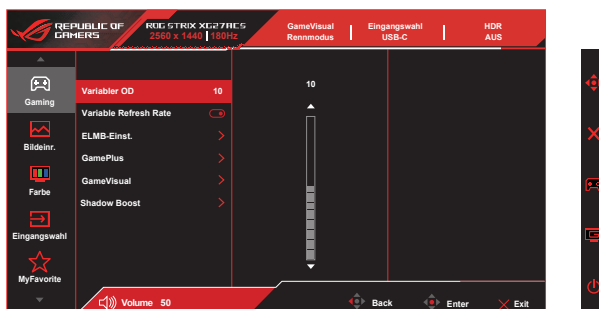 REPUBLIC OF
GAMERS
ROG STRIX XG27ACS
2560 x 1440 180Hz
GameVisual
Rennmodus
Eingangswahl
USB-C
HDR
AUS
Gaming
Bildeinr.
Farbe
Eingangswahl
MyFavorite
Variabler OD 10
Variable Refresh Rate
ELMB-Einst.
GamePlus
GameVisual
Shadow Boost
10
Volume 50
Back
Enter
Exit